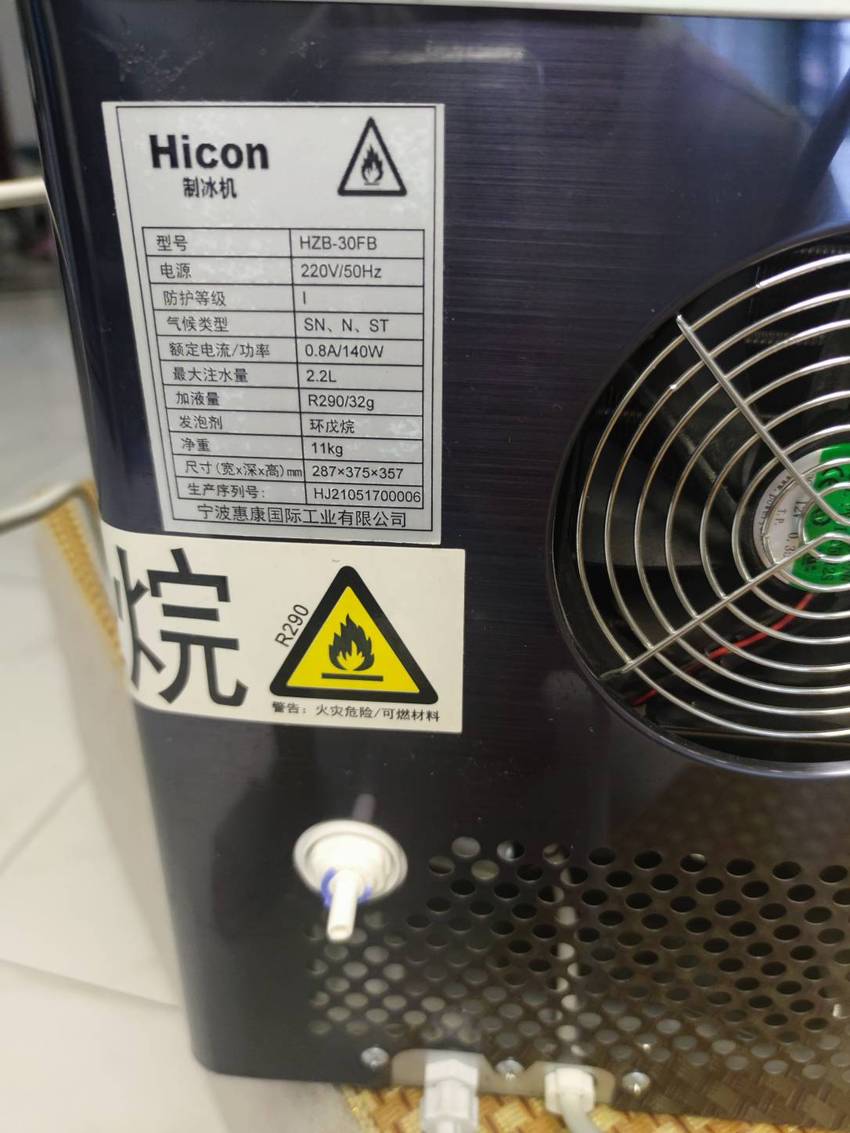 Hicon
制冰机
型号 HZB-30FB
电源 220V/50Hz
防护等级 I
气候类型 SN、N、ST
额定电流/功率 0.8A/140W
最大注水量 2.2L
加液量 R290/32g
发泡剂 环戊烷
净重 11kg
尺寸(宽x深x高)mm 287×375×357
生产序列号: HJ21051700006
宁波惠康国际工业有限公司
烷
R290
警告：火灾危险/可燃材料